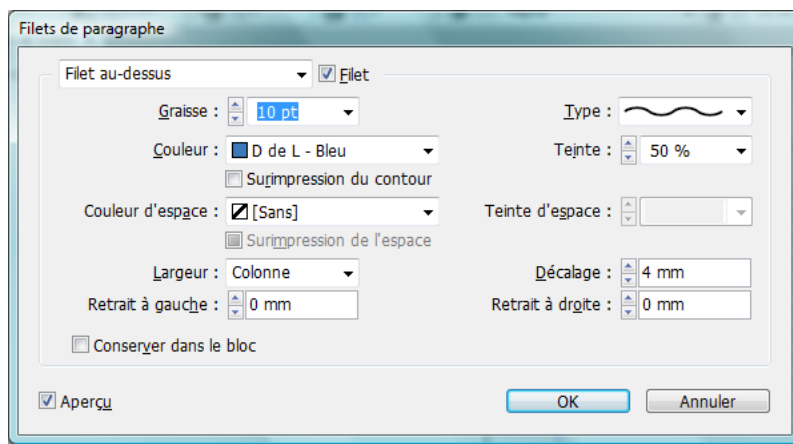 Filets de paragraphe
Filet au-dessus Filet
Graisse : 10 pt Type :
Couleur : D de L - Bleu Teinte : 50 %
Surimpression du contour
Couleur d'espace : [Sans] Teinte d'espace :
Surimpression de l'espace
Largeur : Colonne Décalage : 4 mm
Retrait à gauche : 0 mm Retrait à droite : 0 mm
Conserver dans le bloc
Aperçu OK Annuler